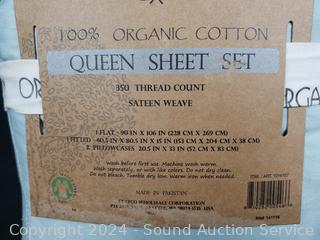 100% ORGANIC COTTON
QUEEN SHEET SET
350 THREAD COUNT
SATEEN WEAVE
1 FLAT - 90 IN X 106 IN (228 CM X 269 CM)
1 FITTED - 60.5 IN X 80.5 IN X 15 IN (153 CM X 204 CM X 38 CM)
2 PILLOWCASES 20.5 IN X 33 IN (52 CM X 83 CM)
Wash before first use. Machine wash warm.
Wash separately, or with like colors. Do not dry clean.
Do not bleach. Tumble dry low. Warm iron when needed.
MADE IN PAKISTAN
WHOLESALE CORPORATION
Copyright 2024 - Sound Auction Service